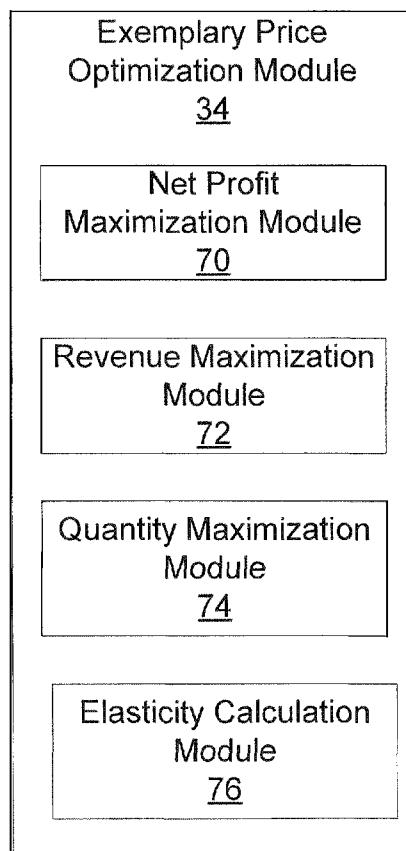 Exemplary Price
Optimization Module
34
Net Profit
Maximization Module
70
Revenue Maximization
Module
72
Quantity Maximization
Module
74
Elasticity Calculation
Module
76